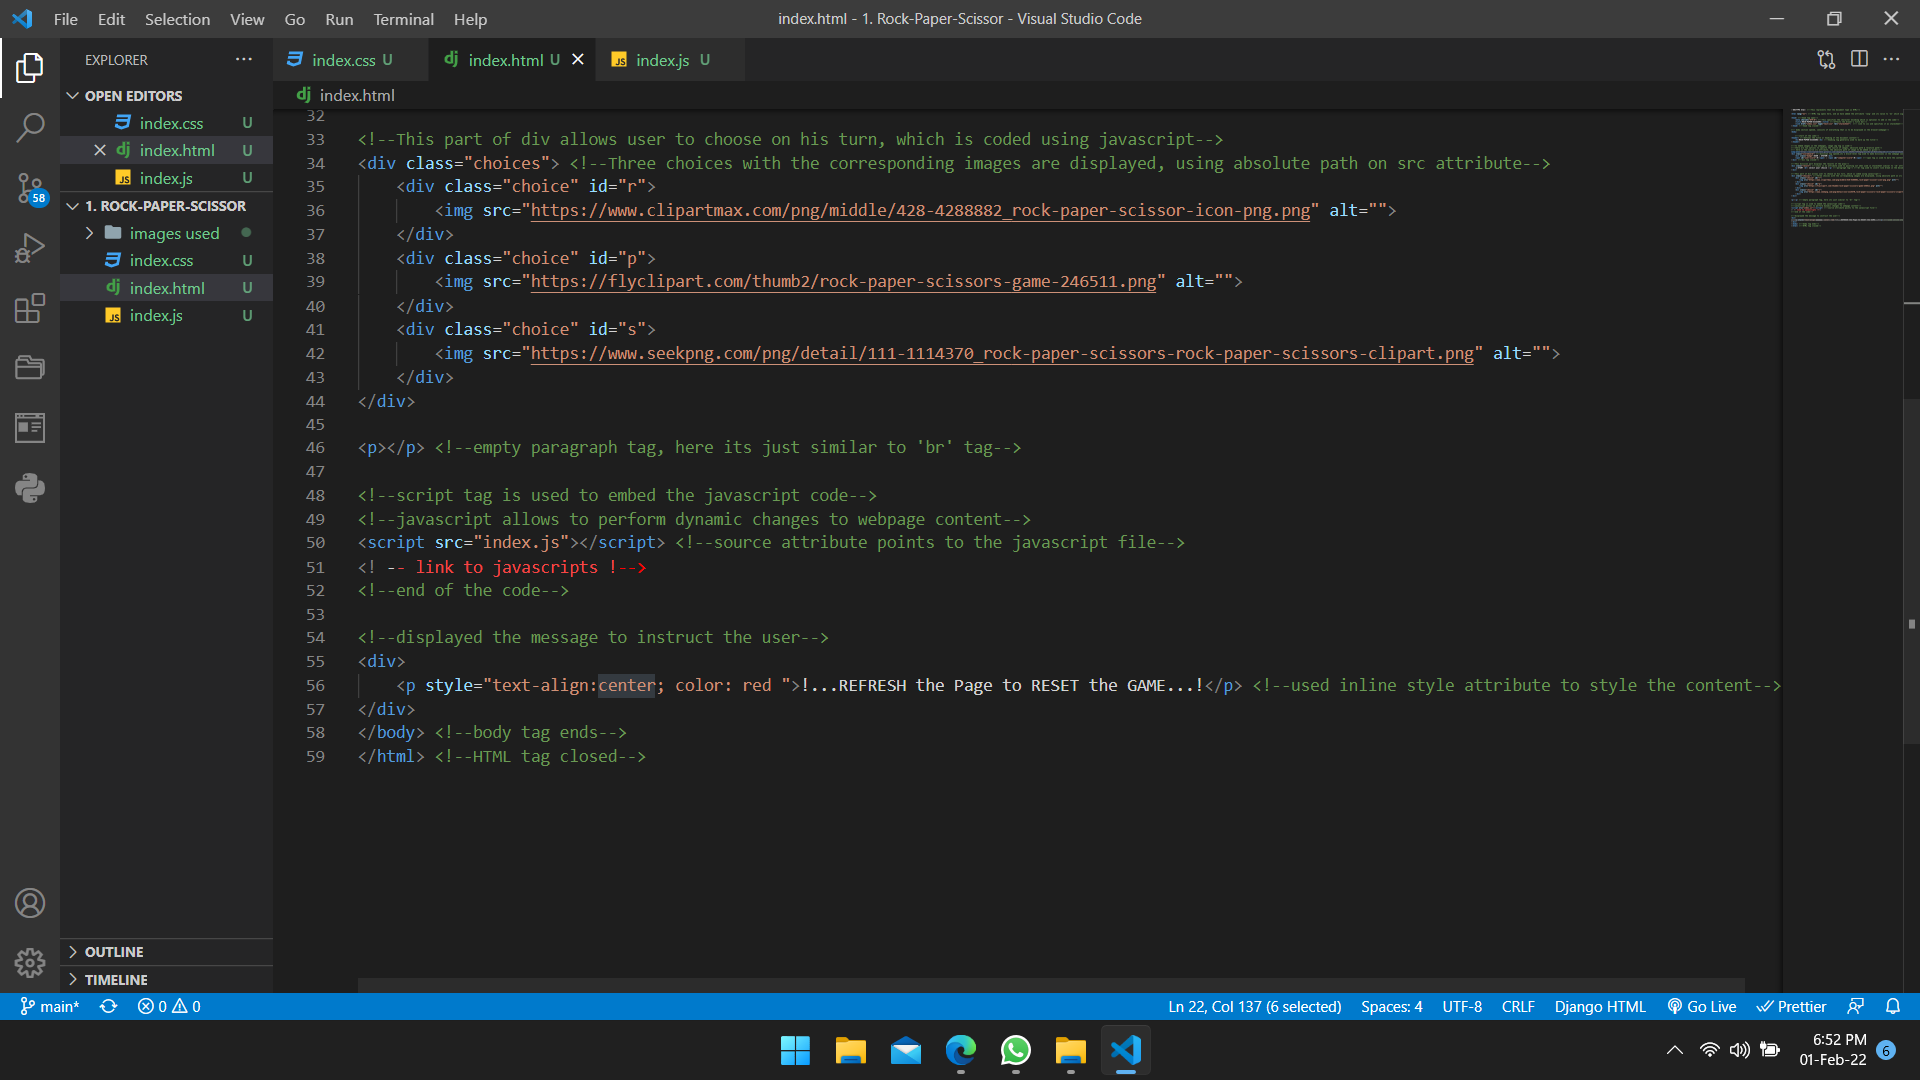 File Edit Selection View Go Run Terminal Help
index.html - 1. Rock-Paper-Scissor - Visual Studio Code
EXPLORER
index.css U
index.html U
index.js U
OPEN EDITORS
index.css U
index.html U
index.js U
58
1. ROCK-PAPER-SCISSOR
images used
index.css U
index.html U
index.js U
OUTLINE
TIMELINE
index.html
32
33 <!--This part of div allows user to choose on his turn, which is coded using javascript-->
34 <div class="choices"> <!--Three choices with the corresponding images are displayed, using absolute path on src attribute-->
35 <div class="choice" id="r">
36 <img src="https://www.clipartmax.com/png/middle/428-4288882_rock-paper-scissor-icon-png.png" alt="">
37 </div>
38 <div class="choice" id="p">
39 <img src="https://flyclipart.com/thumb2/rock-paper-scissors-game-246511.png" alt="">
40 </div>
41 <div class="choice" id="s">
42 <img src="https://www.seekpng.com/png/detail/111-1114370_rock-paper-scissors-rock-paper-scissors-clipart.png" alt="">
43 </div>
44 </div>
45
46 <p></p> <!--empty paragraph tag, here its just similar to 'br' tag-->
47
48 <!--script tag is used to embed the javascript code-->
49 <!--javascript allows to perform dynamic changes to webpage content-->
50 <script src="index.js"></script> <!--source attribute points to the javascript file-->
51 <! -- link to javascripts !-->
52 <!--end of the code-->
53
54 <!--displayed the message to instruct the user-->
55 <div>
56 <p style="text-align:center; color: red ">!...REFRESH the Page to RESET the GAME...!</p> <!--used inline style attribute to style the content-->
57 </div>
58 </body> <!--body tag ends-->
59 </html> <!--HTML tag closed-->
main* 0 0
Ln 22, Col 137 (6 selected) Spaces: 4 UTF-8 CRLF Django HTML Go Live Prettier
6:52 PM
01-Feb-22
6